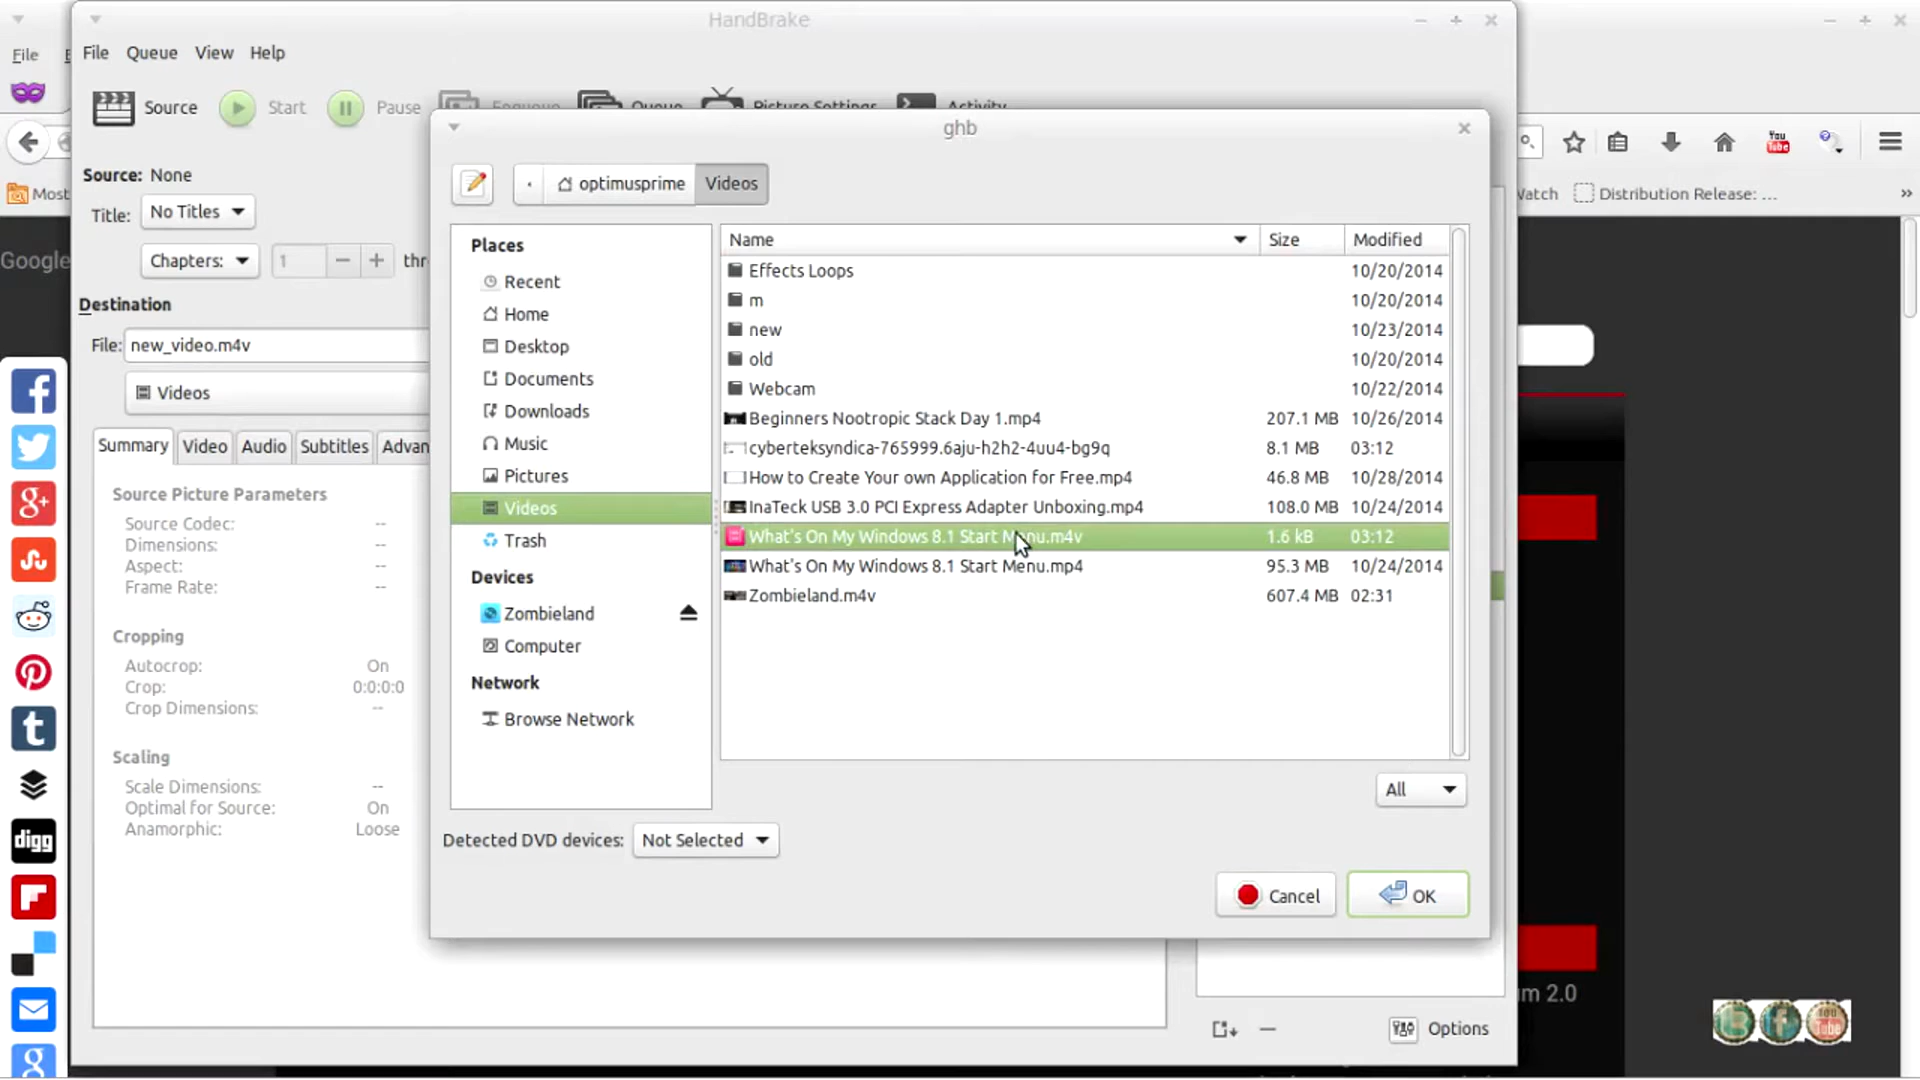 HandBrake
File
File Queue View Help
Source Start Pause Enqueue Queue Picture Settings Activity
ghb
Source: None
optimusprime Videos
Most
Watch Distribution Release: ...
Title: No Titles
Google
Chapters: 1 thr
Destination
File: new_video.m4v
Videos
Summary Video Audio Subtitles Advan
Source Picture Parameters
Source Codec: --
Dimensions: --
Aspect: --
Frame Rate: --
Cropping
Autocrop: On
Crop: 0:0:0:0
Crop Dimensions: --
Scaling
Scale Dimensions: --
Optimal for Source: On
Anamorphic: Loose
Places
Recent
Home
Desktop
Documents
Downloads
Music
Pictures
Videos
Trash
Devices
Zombieland
Computer
Network
Browse Network
Name Size Modified
Effects Loops 10/20/2014
m 10/20/2014
new 10/23/2014
old 10/20/2014
Webcam 10/22/2014
Beginners Nootropic Stack Day 1.mp4 207.1 MB 10/26/2014
cyberteksyndica-765999.6aju-h2h2-4uu4-bg9q 8.1 MB 03:12
How to Create Your own Application for Free.mp4 46.8 MB 10/28/2014
InaTeck USB 3.0 PCI Express Adapter Unboxing.mp4 108.0 MB 10/24/2014
What's On My Windows 8.1 Start Menu.m4v 1.6 kB 03:12
What's On My Windows 8.1 Start Menu.mp4 95.3 MB 10/24/2014
Zombieland.m4v 607.4 MB 02:31
All
Detected DVD devices: Not Selected
Cancel OK
digg
um 2.0
Options
You
Tube